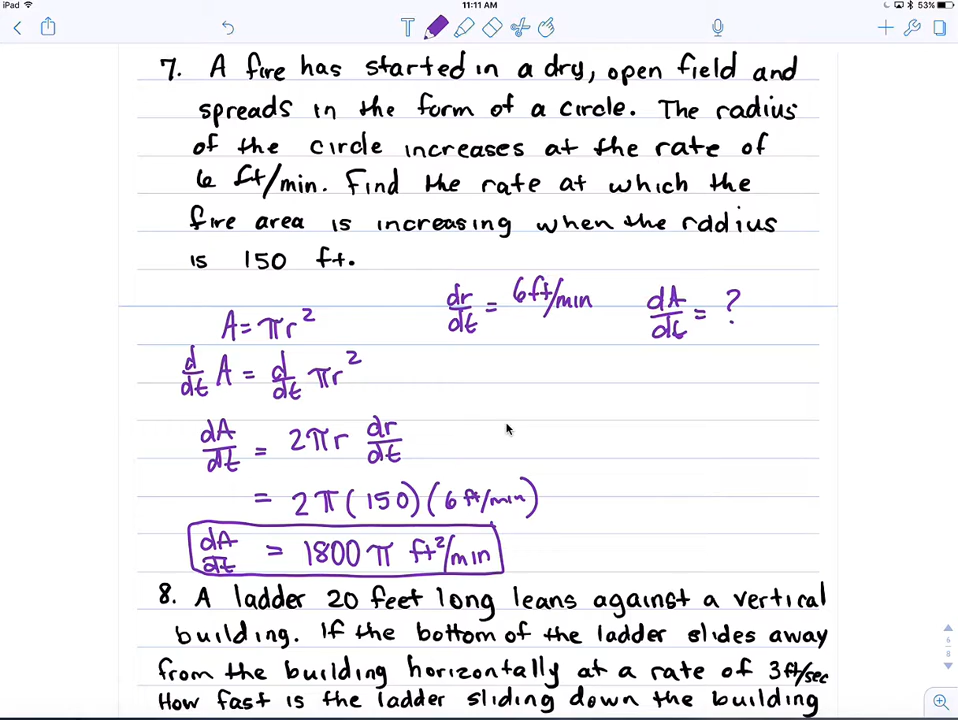 iPad 11:11 AM 53%
7. A fire has started in a dry, open field and
spreads in the form of a circle. The radius
of the circle increases at the rate of
6 ft/min. Find the rate at which the
fire area is increasing when the radius
is 150 ft.
dr/dt = 6ft/min dA/dt = ?
A = πr²
d/dt A = d/dt πr²
dA/dt = 2πr dr/dt
= 2π(150)(6 ft/min)
dA/dt = 1800π ft²/min
8. A ladder 20 feet long leans against a vertical
building. If the bottom of the ladder slides away
from the building horizontally at a rate of 3ft/sec
How fast is the ladder sliding down the building
6/8